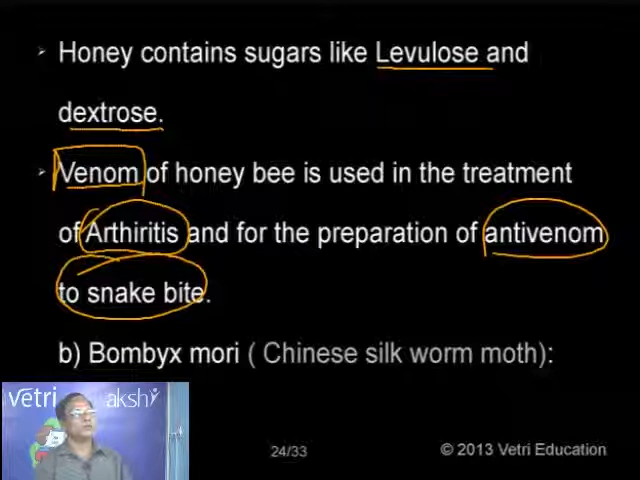 Honey contains sugars like Levulose and
dextrose.
Venom of honey bee is used in the treatment
of Arthiritis and for the preparation of antivenom
to snake bite.
b) Bombyx mori ( Chinese silk worm moth):
vetri akshi
24/33
© 2013 Vetri Education